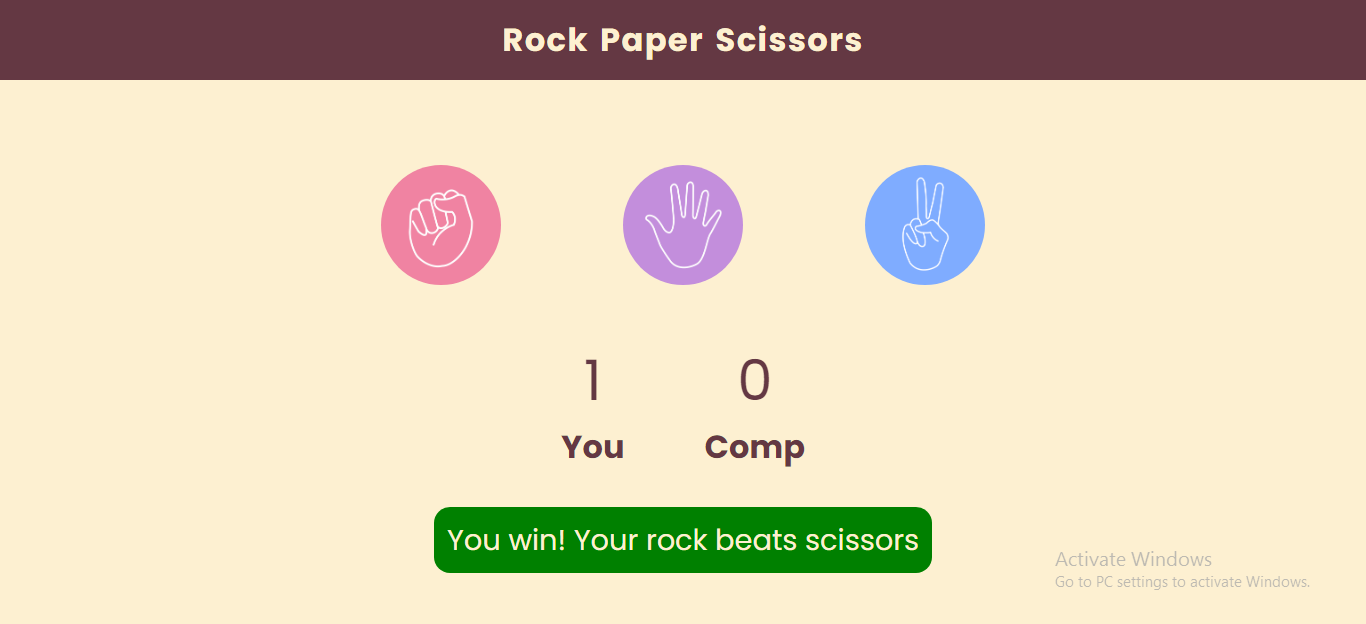 Rock Paper Scissors
1 0
You Comp
You win! Your rock beats scissors
Activate Windows
Go to PC settings to activate Windows.